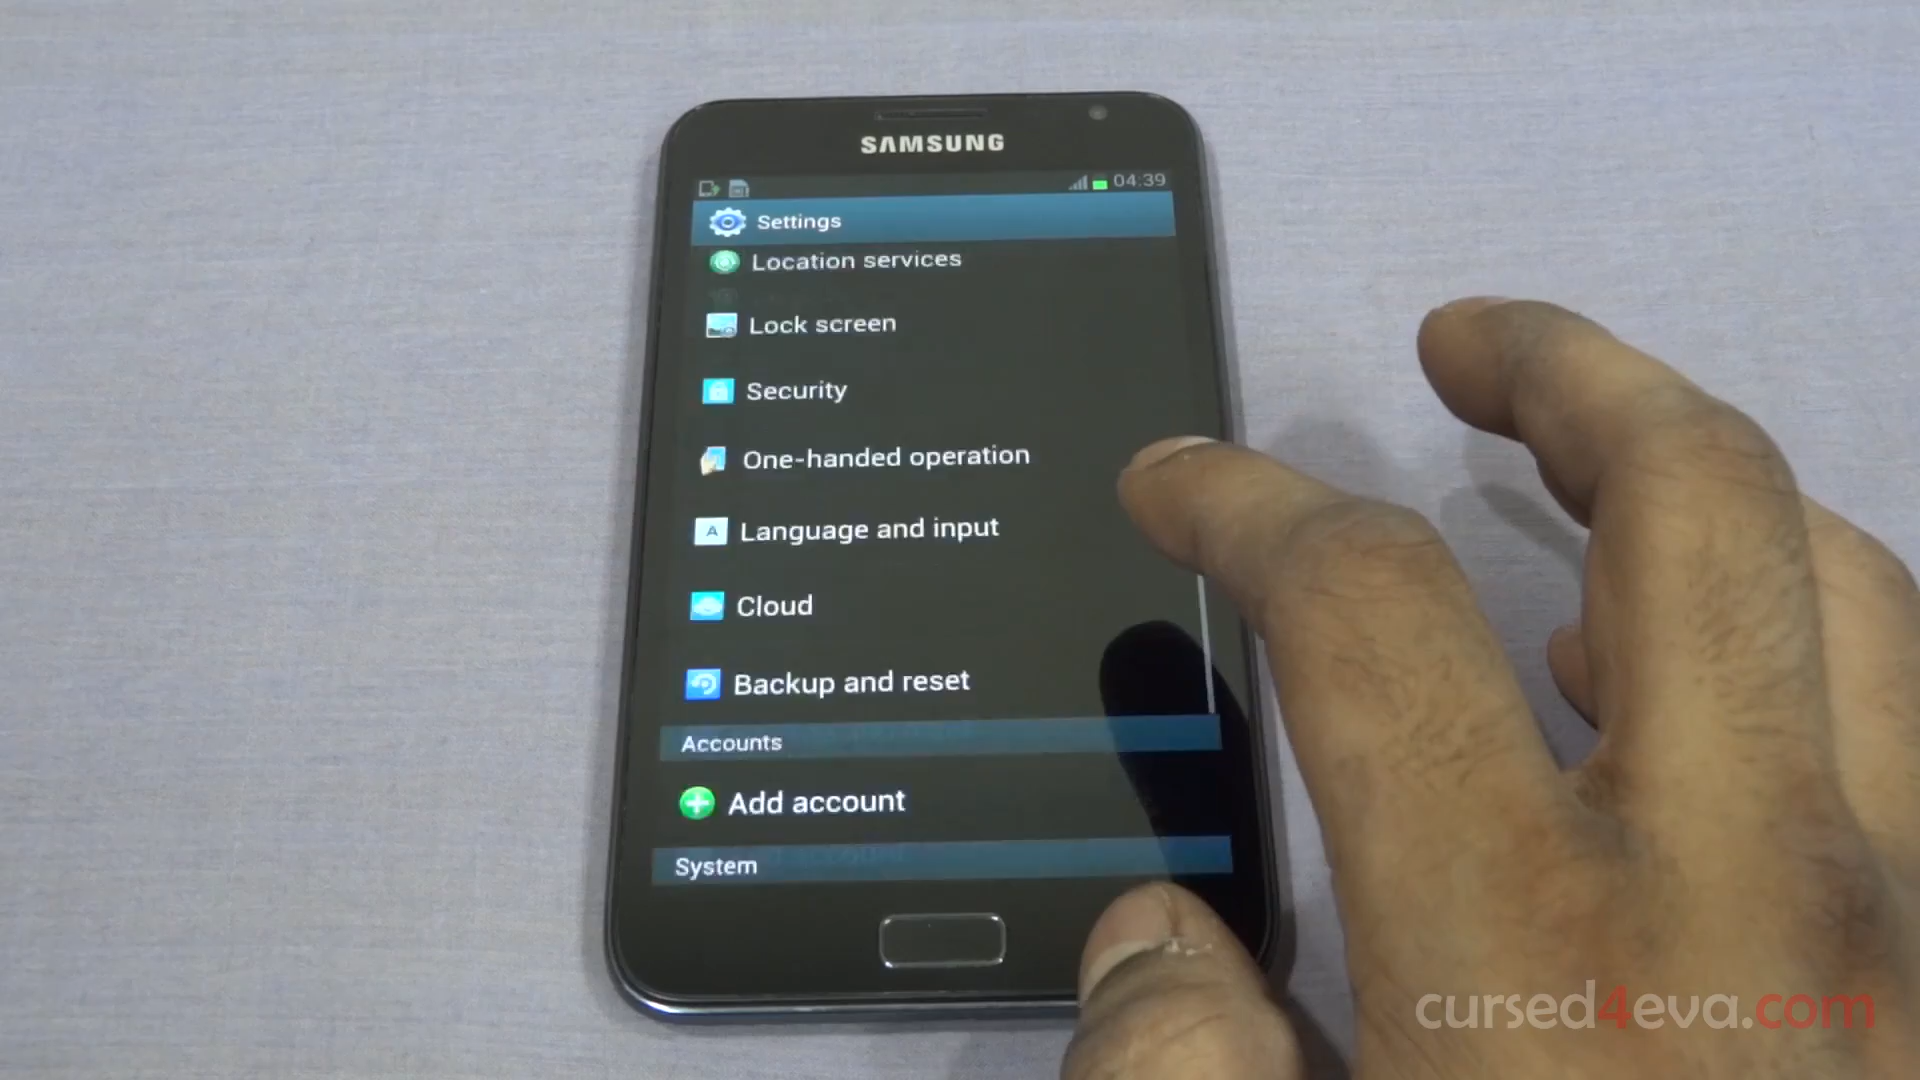 SAMSUNG
04:39
Settings
Location services
Lock screen
Security
One-handed operation
A Language and input
Cloud
Backup and reset
Accounts
Add account
System
cursed4eva.com